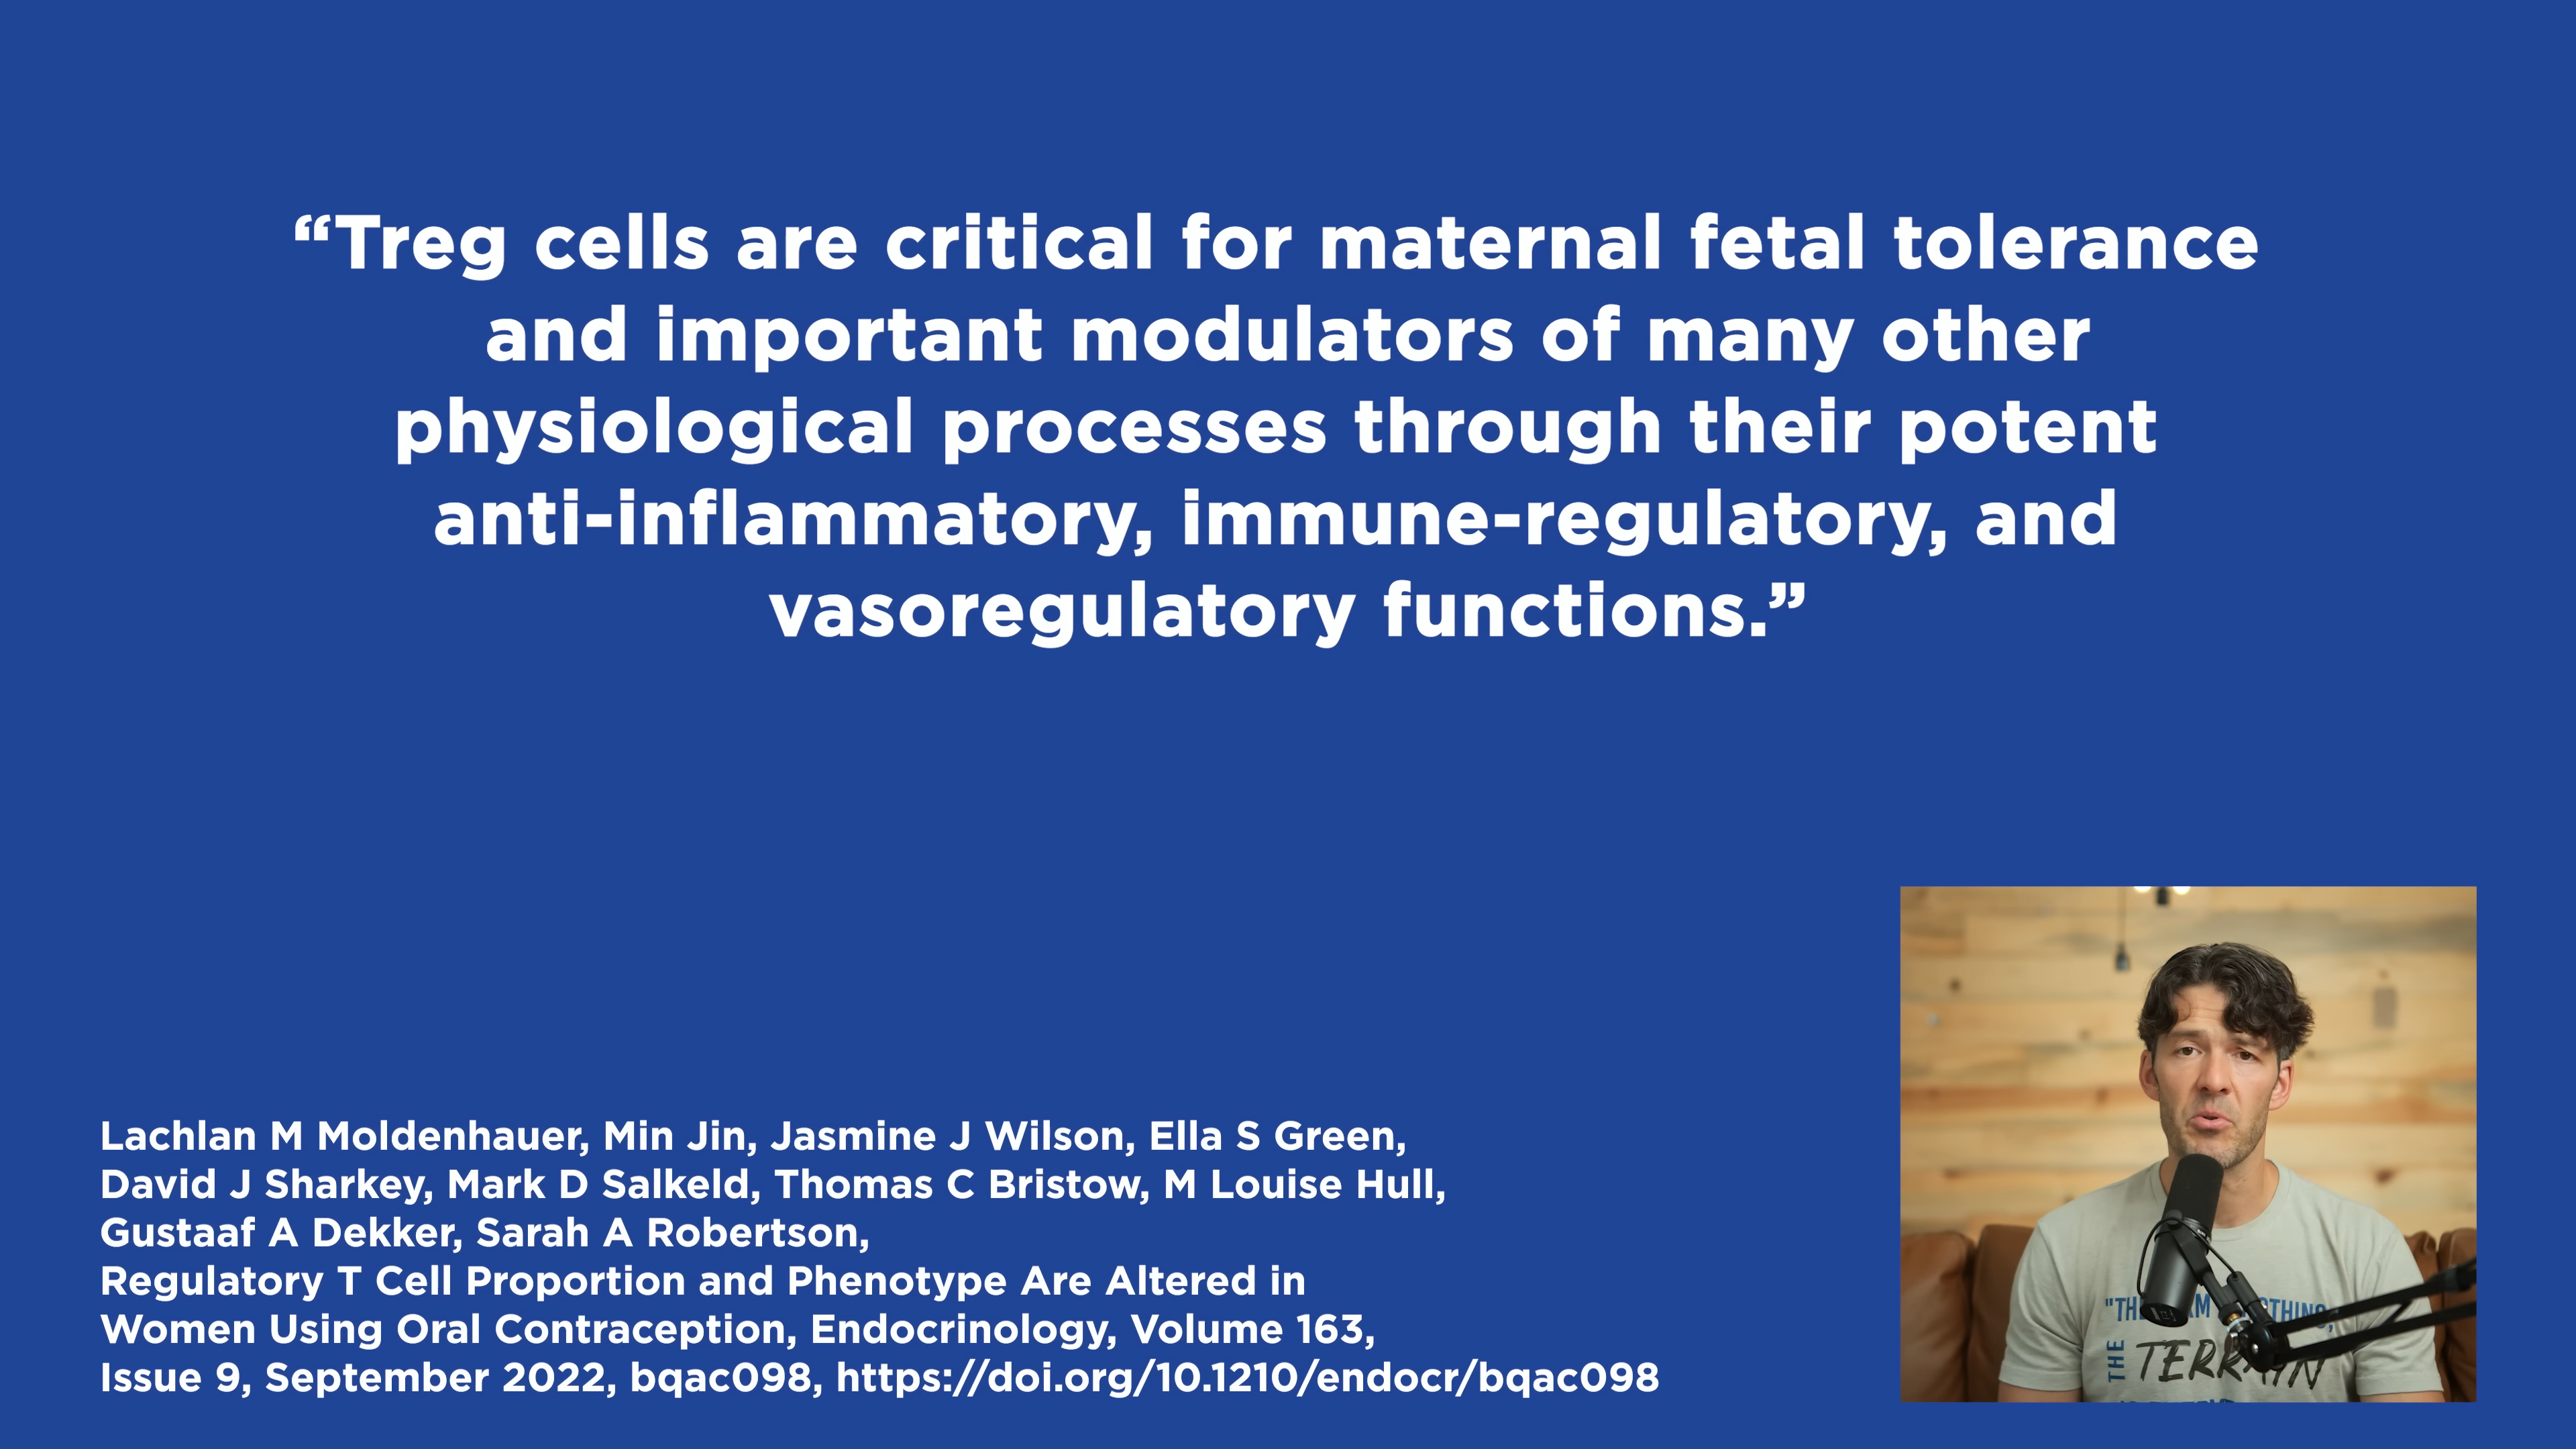 “Treg cells are critical for maternal fetal tolerance
and important modulators of many other
physiological processes through their potent
anti-inflammatory, immune-regulatory, and
vasoregulatory functions.”
Lachlan M Moldenhauer, Min Jin, Jasmine J Wilson, Ella S Green,
David J Sharkey, Mark D Salkeld, Thomas C Bristow, M Louise Hull,
Gustaaf A Dekker, Sarah A Robertson,
Regulatory T Cell Proportion and Phenotype Are Altered in
Women Using Oral Contraception, Endocrinology, Volume 163,
Issue 9, September 2022, bqac098, https://doi.org/10.1210/endocr/bqac098
THE
TERRAIN